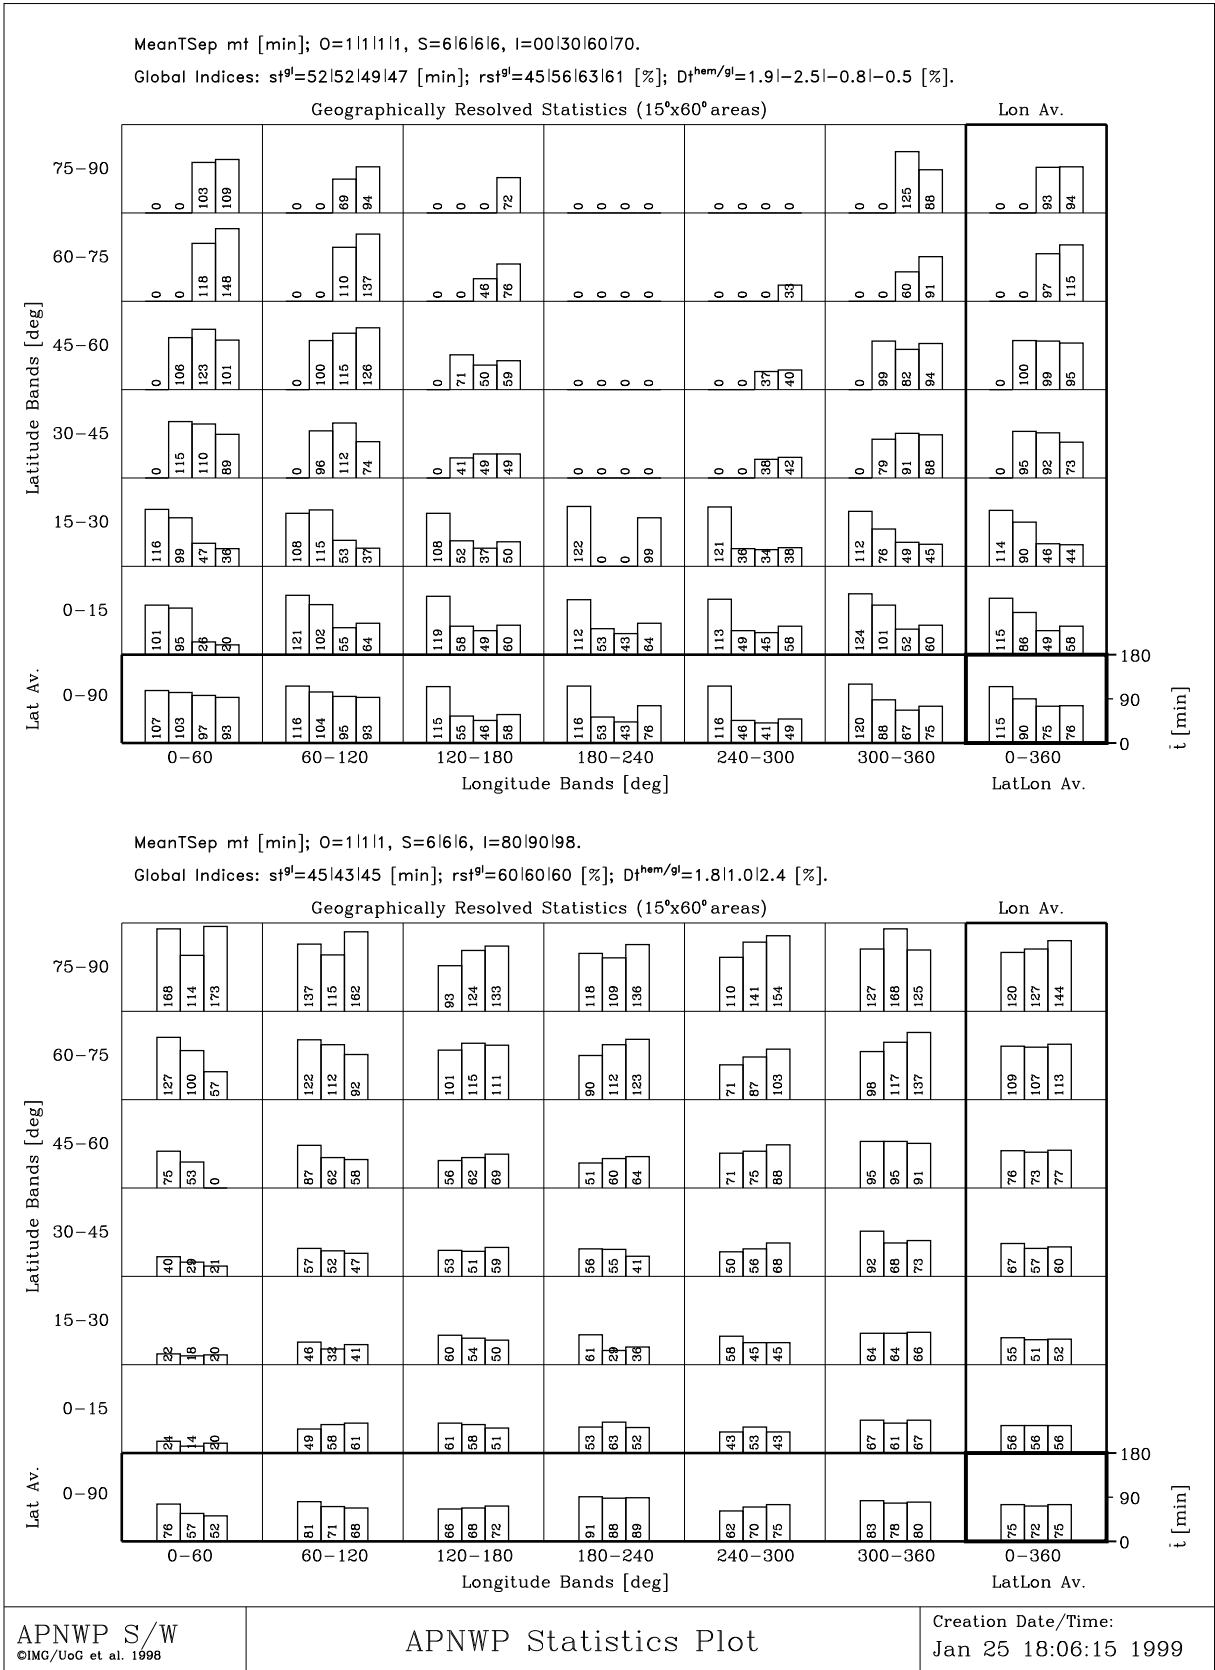 MeanTSep mt [min]; O=1|1|1|1, S=6|6|6|6, I=00|30|60|70.
Global Indices: st^gl=52|52|49|47 [min]; rst^gl=45|56|63|61 [%]; Dt^hem/gl=1.9|−2.5|−0.8|−0.5 [%].
Geographically Resolved Statistics (15°x60° areas) Lon Av.
75−90 0 0 103 109 0 0 69 94 0 0 0 72 0 0 0 0 0 0 0 0 0 0 125 88 0 0 93 94
60−75 0 0 118 148 0 0 110 137 0 0 46 76 0 0 0 0 0 0 0 33 0 0 60 91 0 0 97 115
45−60 0 106 123 101 0 100 115 126 0 71 50 59 0 0 0 0 0 0 37 40 0 99 82 94 0 100 99 95
30−45 0 115 110 89 0 96 112 74 0 41 49 49 0 0 0 0 0 0 38 42 0 79 91 88 0 95 92 73
15−30 116 99 47 36 108 115 53 37 108 52 37 50 122 0 0 99 121 36 34 38 112 76 49 45 114 90 46 44
0−15 101 95 26 20 121 102 55 64 119 58 49 60 112 53 43 64 113 49 45 58 124 101 52 60 115 86 49 58
0−90 107 103 97 93 116 104 95 93 115 55 46 58 116 53 43 76 116 46 41 49 120 88 67 75 115 90 75 76
Latitude Bands [deg]
Lat Av.
180
90
0
t [min]
0−60 60−120 120−180 180−240 240−300 300−360 0−360
Longitude Bands [deg] LatLon Av.
MeanTSep mt [min]; O=1|1|1, S=6|6|6, I=80|90|98.
Global Indices: st^gl=45|43|45 [min]; rst^gl=60|60|60 [%]; Dt^hem/gl=1.8|1.0|2.4 [%].
Geographically Resolved Statistics (15°x60° areas) Lon Av.
75−90 168 114 173 137 115 162 93 124 133 118 109 136 110 141 154 127 168 125 120 127 144
60−75 127 100 57 122 112 92 101 115 111 90 112 123 71 87 103 98 117 137 109 107 113
45−60 75 53 0 87 62 58 56 62 69 51 60 64 71 75 88 95 95 91 76 73 77
30−45 40 29 21 57 52 47 53 51 59 56 55 41 50 56 68 92 68 73 67 57 60
15−30 22 18 20 46 32 41 60 54 50 61 29 36 58 45 45 64 64 66 55 51 52
0−15 24 14 20 49 58 61 61 58 51 53 63 52 43 53 43 67 61 67 56 56 56
0−90 76 57 52 81 71 68 66 68 72 91 88 89 62 70 75 83 78 80 75 72 75
Latitude Bands [deg]
Lat Av.
180
90
0
t [min]
0−60 60−120 120−180 180−240 240−300 300−360 0−360
Longitude Bands [deg] LatLon Av.
APNWP S/W
©IMG/UoG et al. 1998
APNWP Statistics Plot
Creation Date/Time:
Jan 25 18:06:15 1999